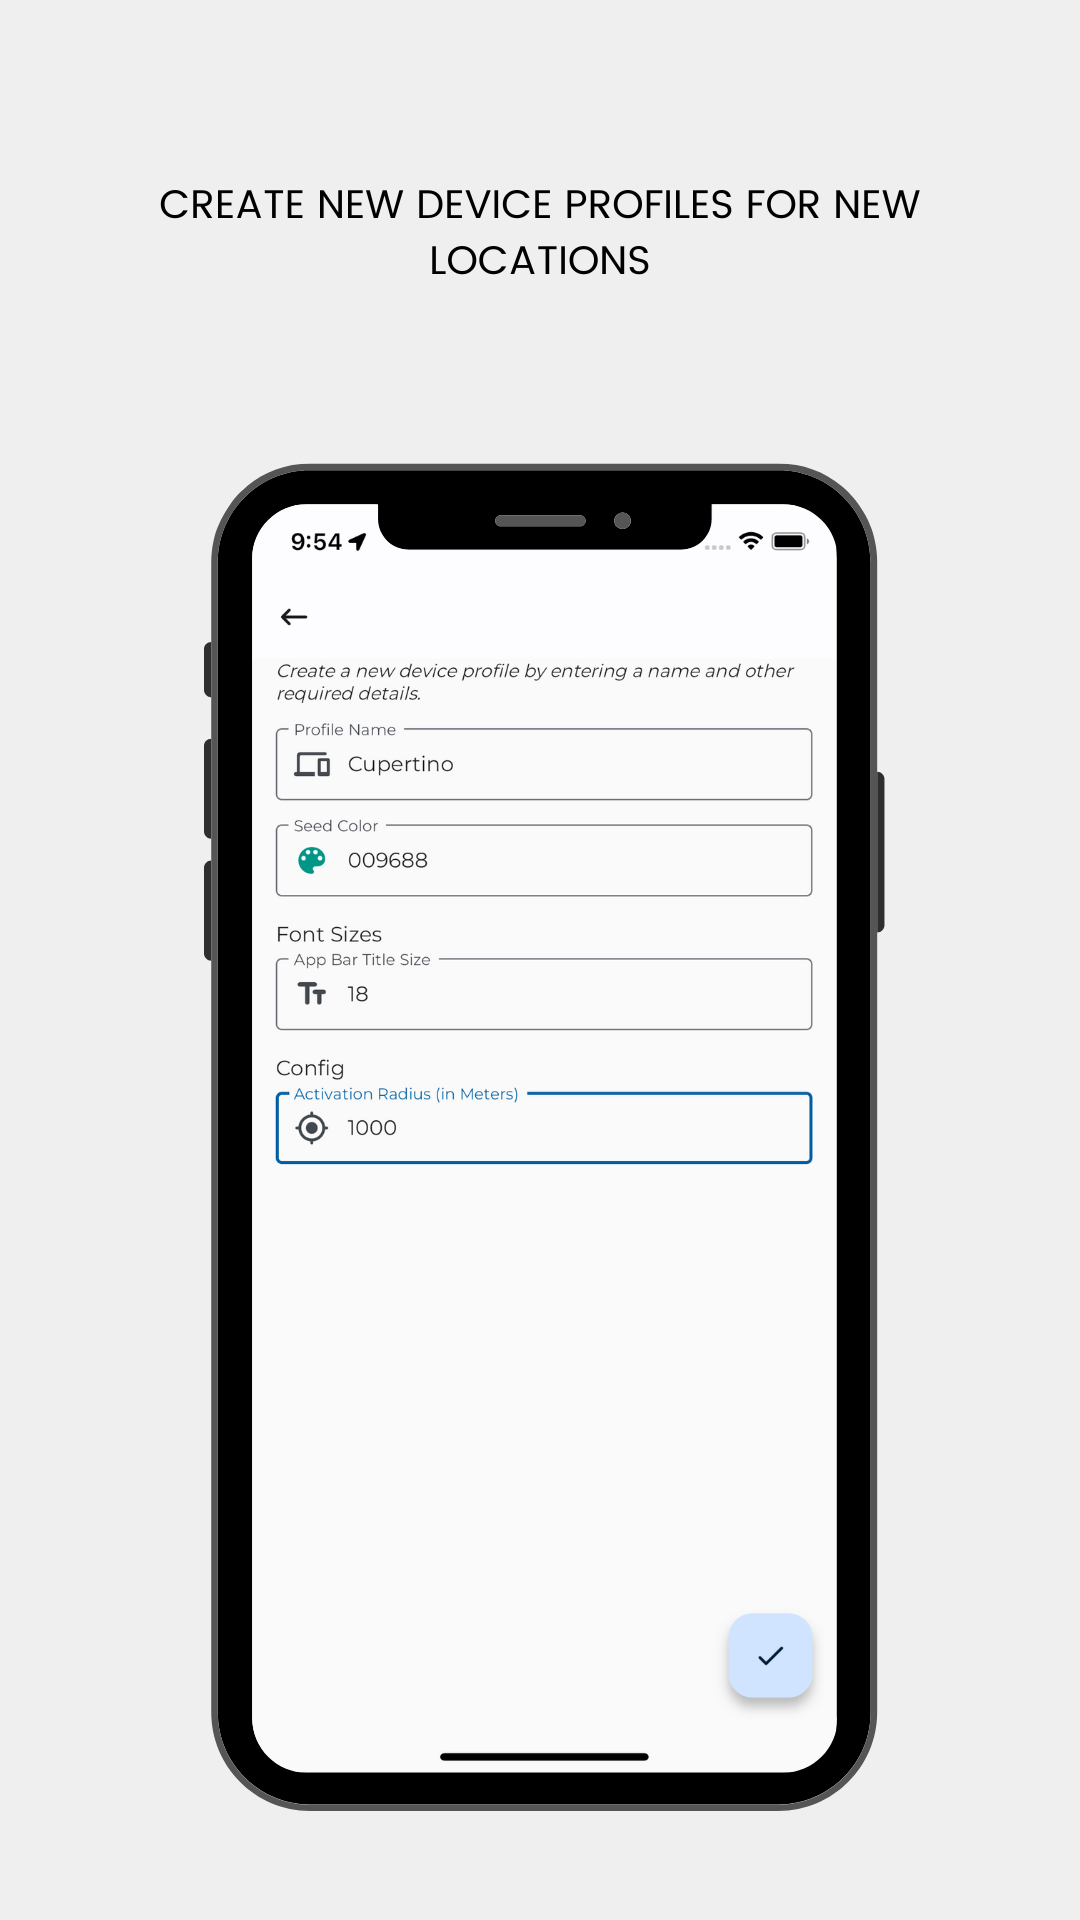 CREATE NEW DEVICE PROFILES FOR NEW
LOCATIONS
9:54
Create a new device profile by entering a name and other
required details.
Profile Name
Cupertino
Seed Color
009688
Font Sizes
App Bar Title Size
18
Config
Activation Radius (in Meters)
1000